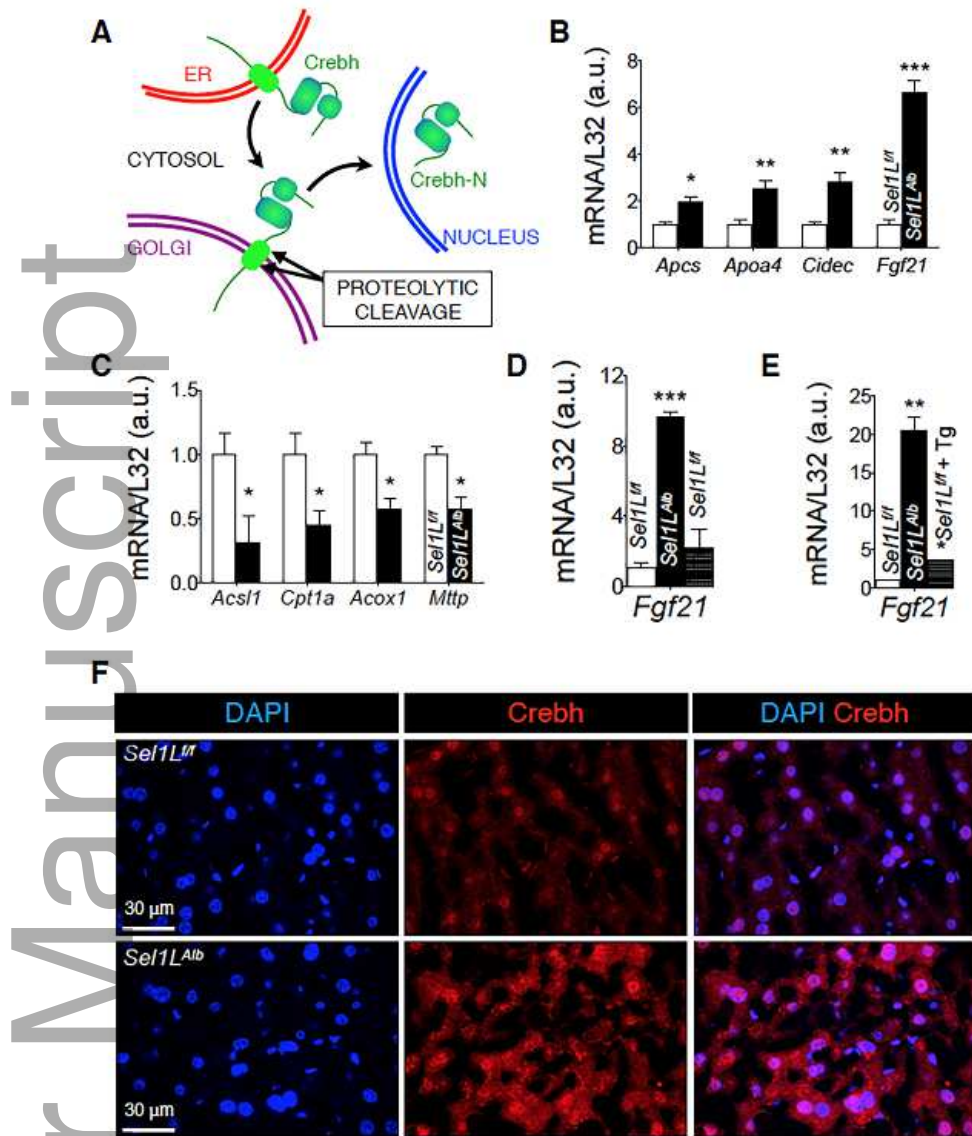 r Manuscript
A
ER
Crebh
CYTOSOL
Crebh-N
NUCLEUS
GOLGI
PROTEOLYTIC
CLEAVAGE
B
mRNA/L32 (a.u.)
8
6
4
2
0
*
**
**
***
Sel1Lf/f
Sel1LAlb
Apcs Apoa4 Cidec Fgf21
C
mRNA/L32 (a.u.)
1.5
1.0
0.5
0.0
*
*
*
*
Sel1Lf/f
Sel1LAlb
Acsl1 Cpt1a Acox1 Mttp
D
mRNA/L32 (a.u.)
12
8
4
0
***
Sel1Lf/f
Sel1LAlb
Sel1Lf/f
Fgf21
E
mRNA/L32 (a.u.)
25
20
15
10
5
0
**
Sel1Lf/f
Sel1LAlb
*Sel1Lf/f + Tg
Fgf21
F
DAPI Crebh DAPI Crebh
Sel1Lf/f
30 µm
Sel1LAlb
30 µm